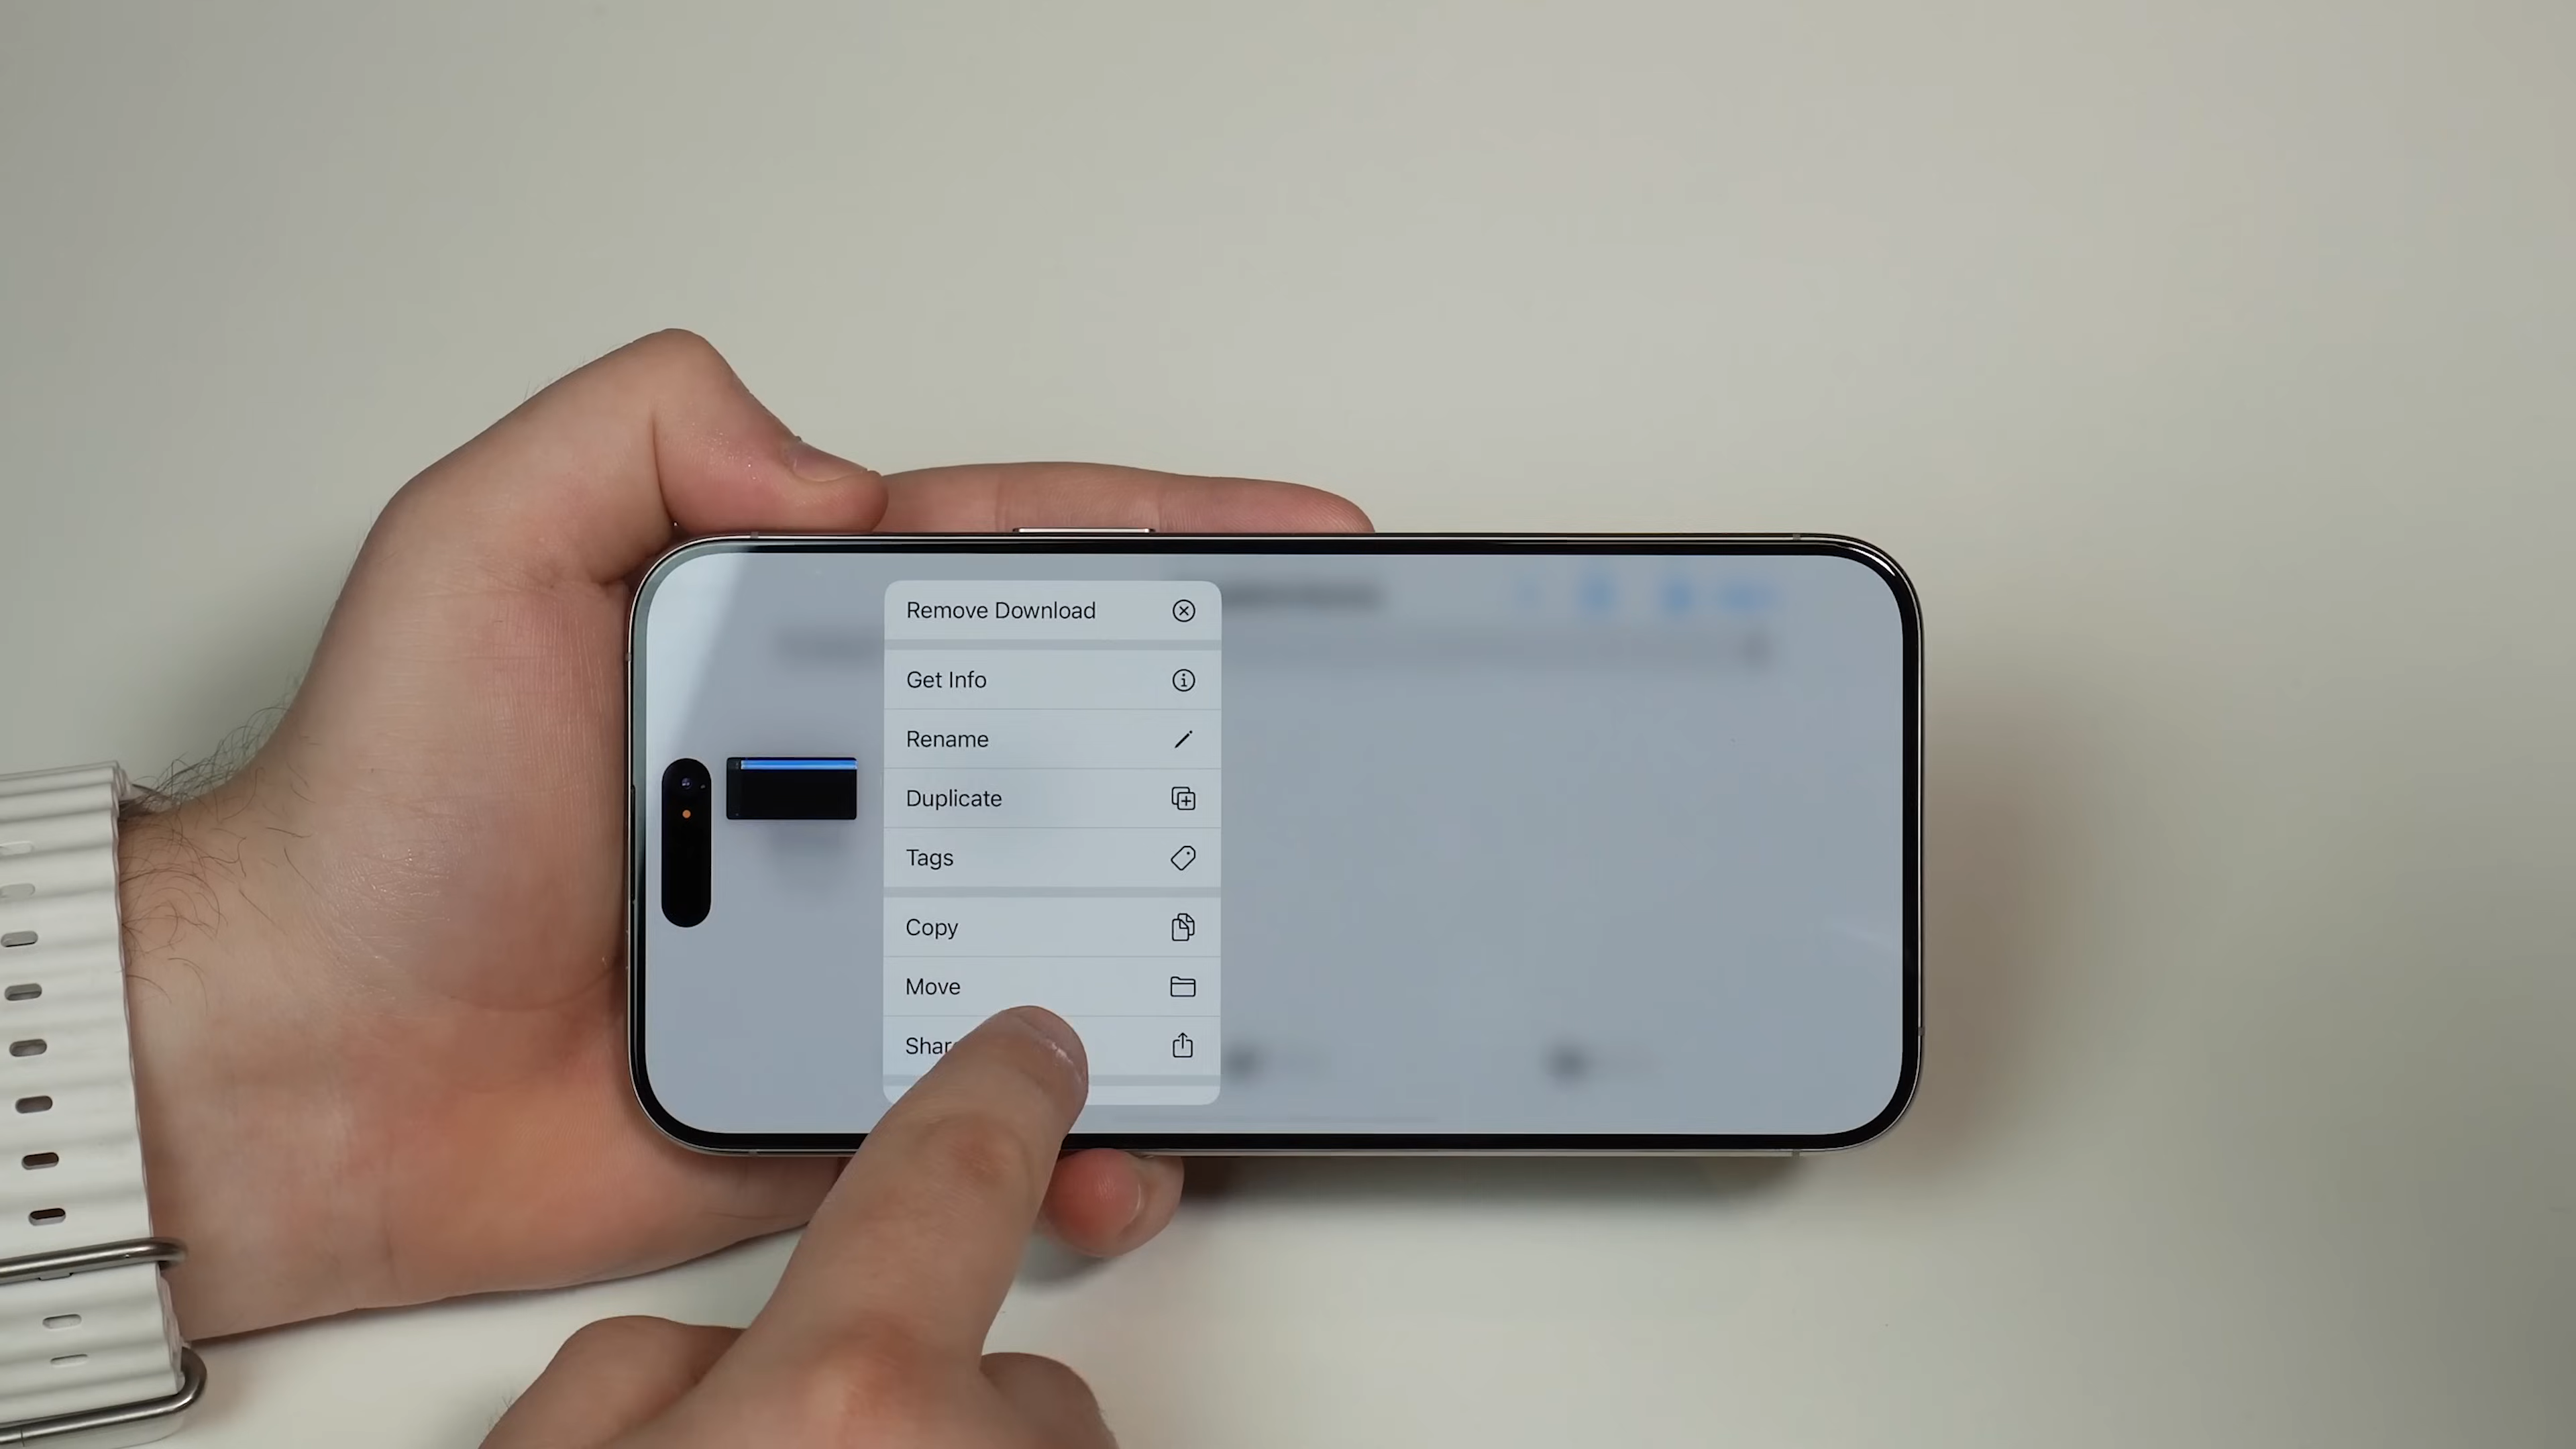 Remove Download
Get Info
Rename
Duplicate
Tags
Copy
Move